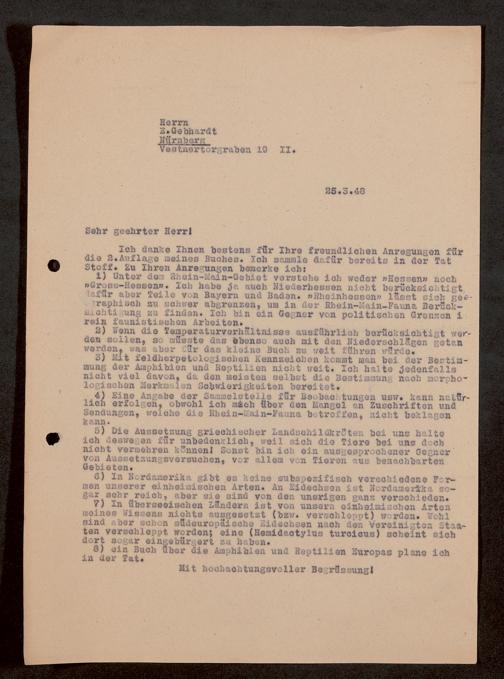 Herrn
E.Gebhardt
Nürnberg
Vestnertorgraben 10 II.
25.3.48
Sehr geehrter Herr!
Ich danke Ihnen bestens für Ihre freundlichen Anregungen für
die 2.Auflage meines Buches. Ich sammle dafür bereits in der Tat
Stoff. Zu Ihren Anregungen bemerke ich:
1) Unter dem Rhein-Main-Gebiet verstehe ich weder »Hessen« noch
»Gross-Hessen«. Ich habe ja auch Niederhessen nicht berücksichtigt,
dafür aber Teile von Bayern und Baden. »Rheinhessen« lässt sich geo-
graphisch zu schwer abgrenzen, um in der Rhein-Main-Fauna Berück-
sichtigung zu finden. Ich bin ein Gegner von politischen Grenzen i
rein faunistischen Arbeiten.
2) Wenn die Temperaturverhältnisse ausführlich berücksichtigt wer-
den sollen, so müsste das ebenso auch mit den Niederschlägen getan
werden, was aber für das kleine Buch zu weit führen würde.
3) Mit feldherpetologischen Kennzeichen kommt man bei der Bestim-
mung der Amphibien und Reptilien nicht weit. Ich halte jedenfalls
nicht viel davon, da den meisten selbst die Bestimmung nach morpho-
logischen Merkmalen Schwierigkeiten bereitet.
4) Eine Angabe der Sammelstelle für Beobachtungen usw. kann natür-
lich erfolgen, obwohl ich mich über den Mangel an Zuschriften und
Sendungen, welche die Rhein-Main-Fauna betreffen, nicht beklagen
kann.
5) Die Aussetzung griechischer Landschildkröten bei uns halte
ich deswegen für unbedenklich, weil sich die Tiere bei uns doch
nicht vermehren können! Sonst bin ich ein ausgesprochener Gegner
von Aussetzungsversuchen, vor allem von Tieren aus benachbarten
Gebieten.
6) In Nordamerika gibt es keine subspezifisch verschiedene For-
men unserer einheimischen Arten. An Eidechsen ist Nordamerika so-
gar sehr reich, aber sie sind von den unerigen ganz verschieden.
7) In überseeischen Ländern ist von unsern einheimischen Arten
meines Wissens nichts ausgesetzt (bzw. verschleppt) worden. Wohl
sind aber schon südeuropäische Eidechsen nach den Vereinigten Staa-
ten verschleppt worden; eine (Hemidactylus turcicus) scheint sich
dort sogar eingebürgert zu haben.
8) ein Buch über die Amphibien und Reptilien Europas plane ich
in der Tat.
Mit hochachtungsvoller Begrüssung!